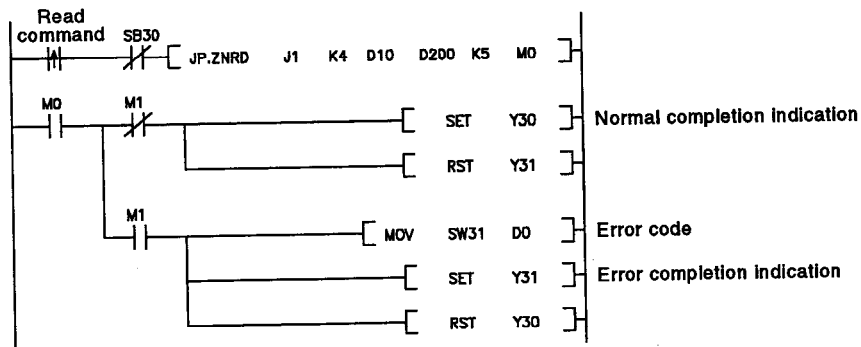 Read
command
SB30
JP.ZNRD J1 K4 D10 D200 K5 M0
M0 M1
SET Y30 Normal completion indication
RST Y31
M1
MOV SW31 D0 Error code
SET Y31 Error completion indication
RST Y30